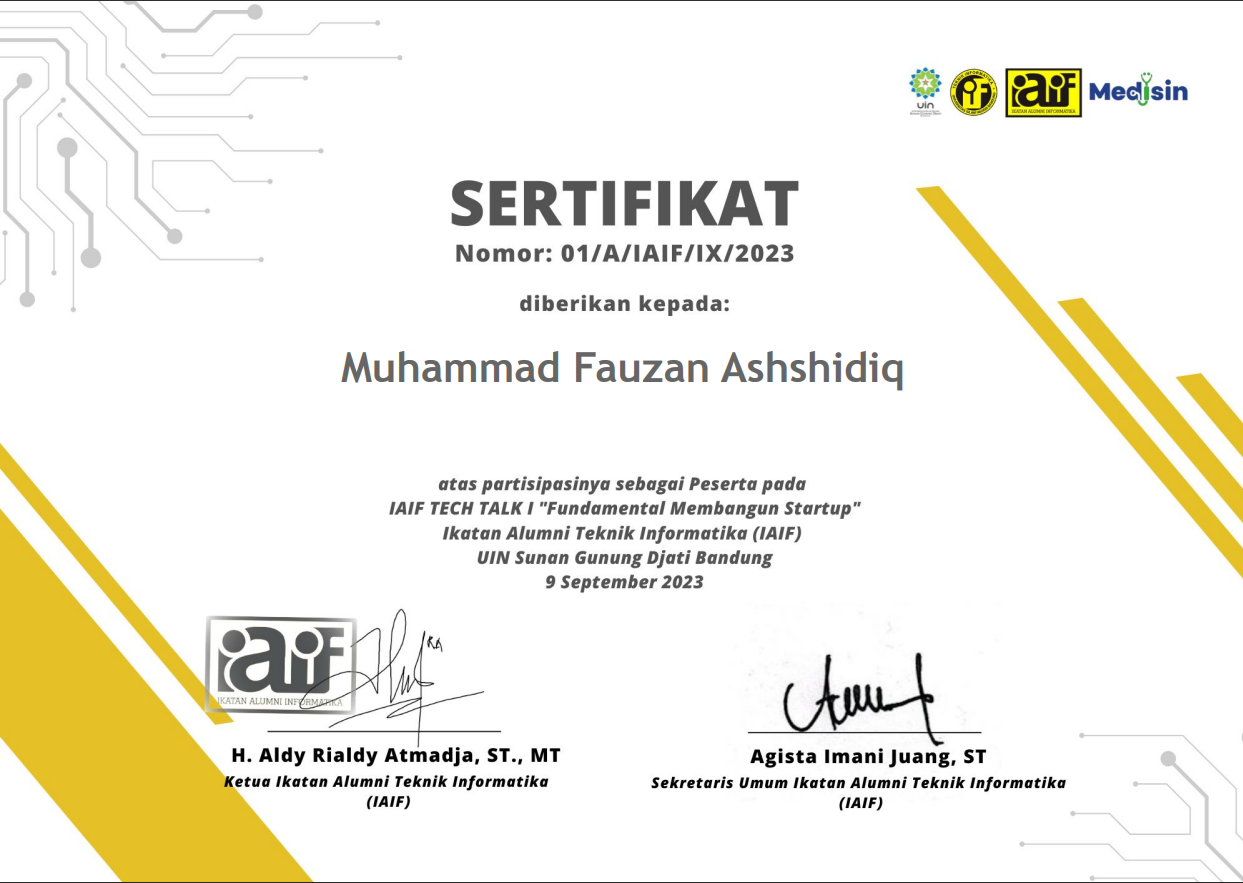 uin
TEKNIK INFORMATIKA
iF
iaiF
IKATAN ALUMNI INFORMATIKA
Medisin
SERTIFIKAT
Nomor: 01/A/IAIF/IX/2023
diberikan kepada:
Muhammad Fauzan Ashshidiq
atas partisipasinya sebagai Peserta pada
IAIF TECH TALK I "Fundamental Membangun Startup"
Ikatan Alumni Teknik Informatika (IAIF)
UIN Sunan Gunung Djati Bandung
9 September 2023
iaiF
IKATAN ALUMNI INFORMATIKA
H. Aldy Rialdy Atmadja, ST., MT
Ketua Ikatan Alumni Teknik Informatika
(IAIF)
Agista Imani Juang, ST
Sekretaris Umum Ikatan Alumni Teknik Informatika
(IAIF)